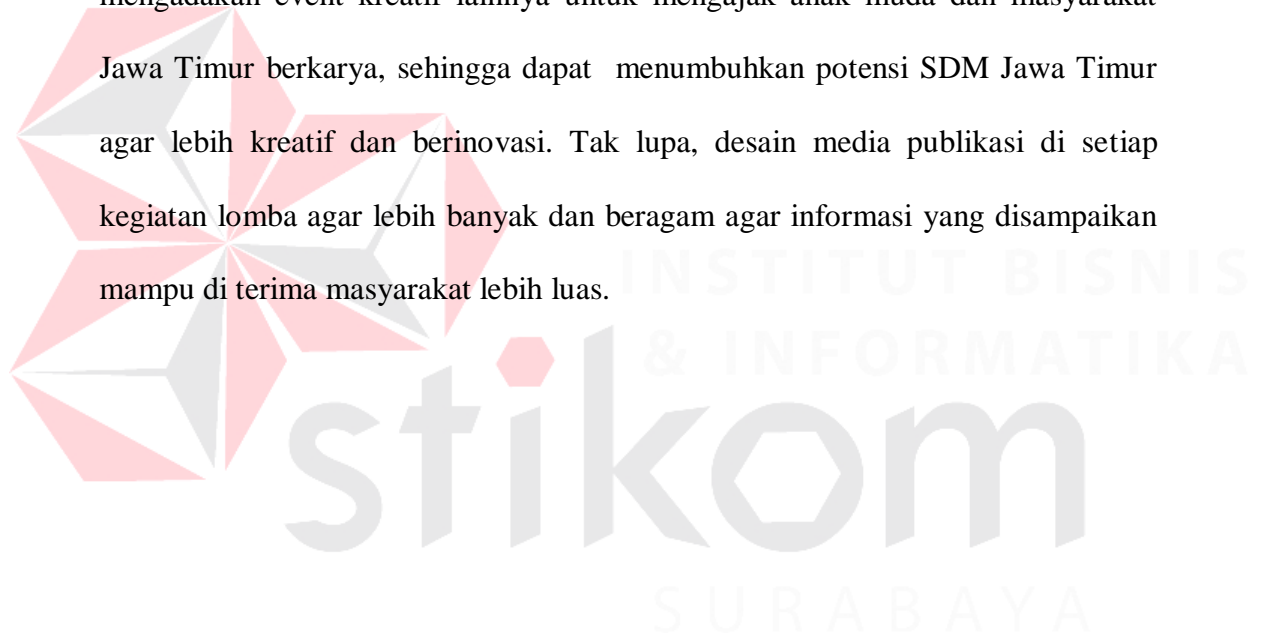 mengadakan event kreatif lainnya untuk mengajak anak muda dan masyarakat
Jawa Timur berkarya, sehingga dapat menumbuhkan potensi SDM Jawa Timur
agar lebih kreatif dan berinovasi. Tak lupa, desain media publikasi di setiap
kegiatan lomba agar lebih banyak dan beragam agar informasi yang disampaikan
mampu di terima masyarakat lebih luas.
INSTITUT BISNIS
& INFORMATIKA
stikom
SURABAYA